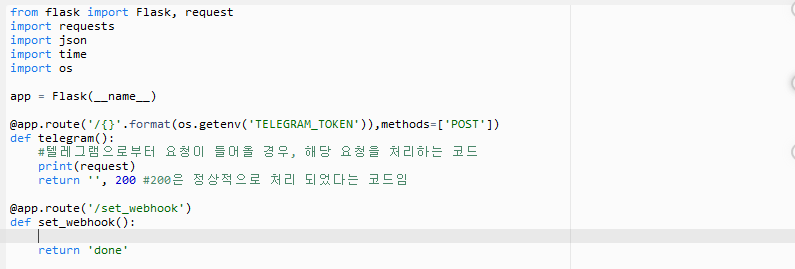 from flask import Flask, request
import requests
import json
import time
import os
app = Flask(__name__)
@app.route('/{}'.format(os.getenv('TELEGRAM_TOKEN')),methods=['POST'])
def telegram():
#텔레그램으로부터 요청이 들어올 경우, 해당 요청을 처리하는 코드
print(request)
return '', 200 #200은 정상적으로 처리 되었다는 코드임
@app.route('/set_webhook')
def set_webhook():
return 'done'